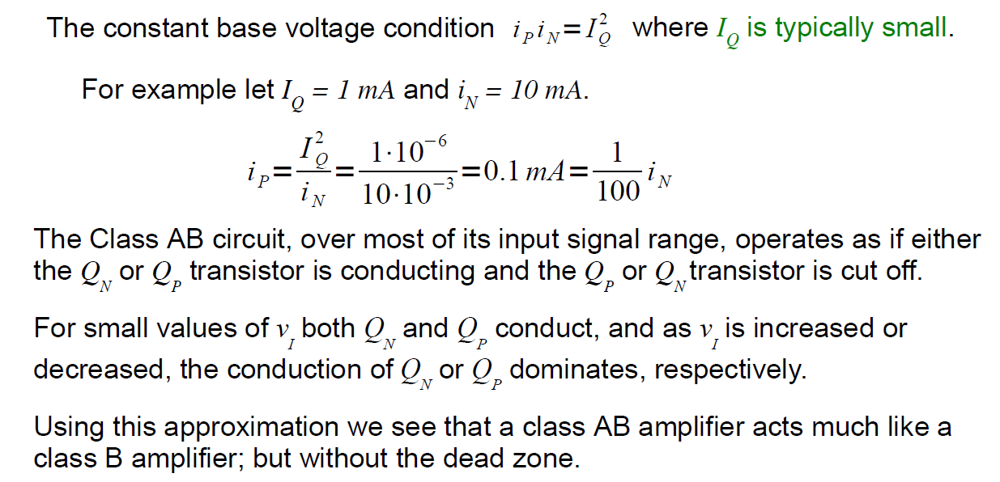 The constant base voltage condition i_P i_N = I_Q^2 where I_Q is typically small.
For example let I_Q = 1 mA and i_N = 10 mA.
i_P = I_Q^2 / i_N = 1·10^-6 / 10·10^-3 = 0.1 mA = 1/100 i_N
The Class AB circuit, over most of its input signal range, operates as if either
the Q_N or Q_P transistor is conducting and the Q_P or Q_N transistor is cut off.
For small values of v_I both Q_N and Q_P conduct, and as v_I is increased or
decreased, the conduction of Q_N or Q_P dominates, respectively.
Using this approximation we see that a class AB amplifier acts much like a
class B amplifier; but without the dead zone.